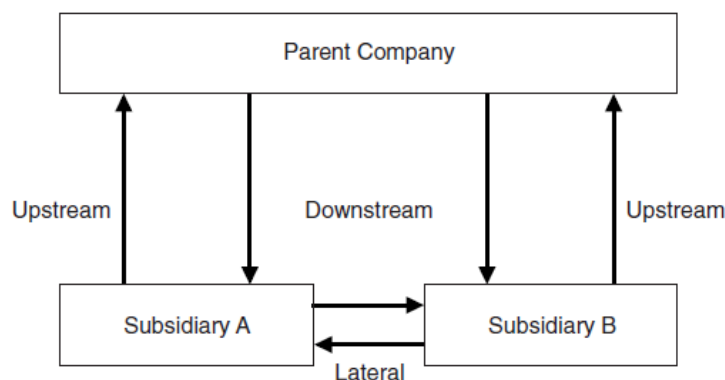 Parent Company
Upstream
Downstream
Upstream
Subsidiary A
Subsidiary B
Lateral